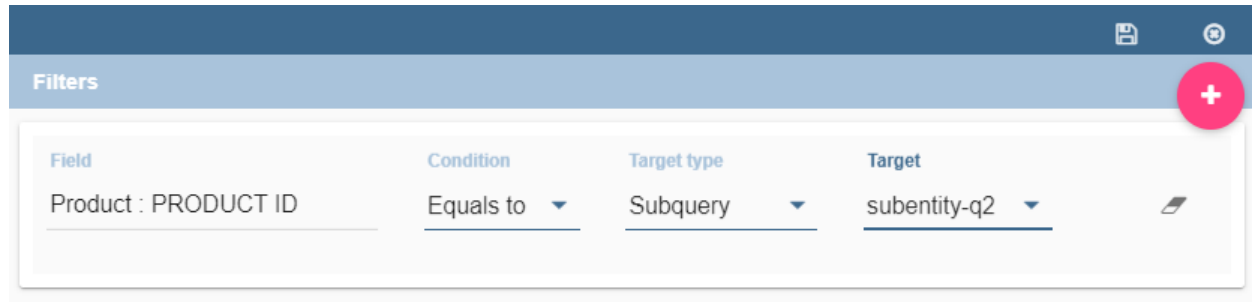 Filters
Field Condition Target type Target
Product : PRODUCT ID Equals to Subquery subentity-q2